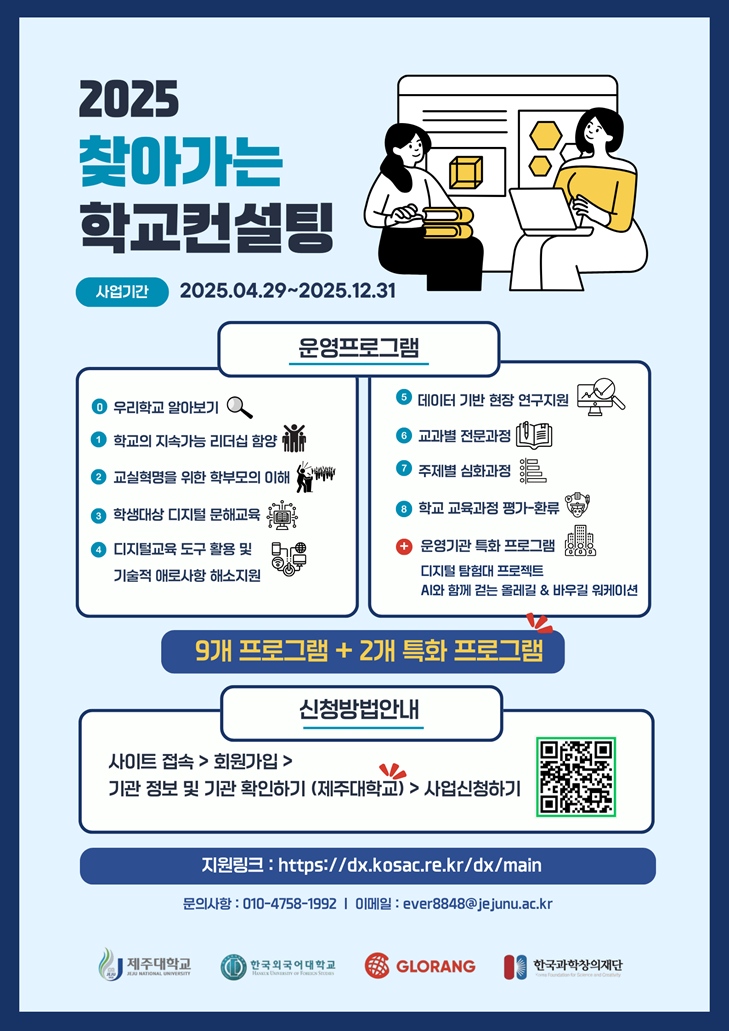 2025
찾아가는
학교컨설팅
사업기간 2025.04.29~2025.12.31
운영프로그램
0 우리학교 알아보기
1 학교의 지속가능 리더십 함양
2 교실혁명을 위한 학부모의 이해
3 학생대상 디지털 문해교육
4 디지털교육 도구 활용 및
기술적 애로사항 해소지원
5 데이터 기반 현장 연구지원
6 교과별 전문과정
7 주제별 심화과정
8 학교 교육과정 평가-환류
+ 운영기관 특화 프로그램
디지털 탐험대 프로젝트
AI와 함께 걷는 올레길 & 바우길 워케이션
9개 프로그램 + 2개 특화 프로그램
신청방법안내
사이트 접속 > 회원가입 >
기관 정보 및 기관 확인하기 (제주대학교) > 사업신청하기
지원링크 : https://dx.kosac.re.kr/dx/main
문의사항 : 010-4758-1992 | 이메일 : ever8848@jejunu.ac.kr
제주대학교
JEJU NATIONAL UNIVERSITY
한국외국어대학교
HANKUK UNIVERSITY OF FOREIGN STUDIES
GLORANG
한국과학창의재단
Korea Foundation for Science and Creativity